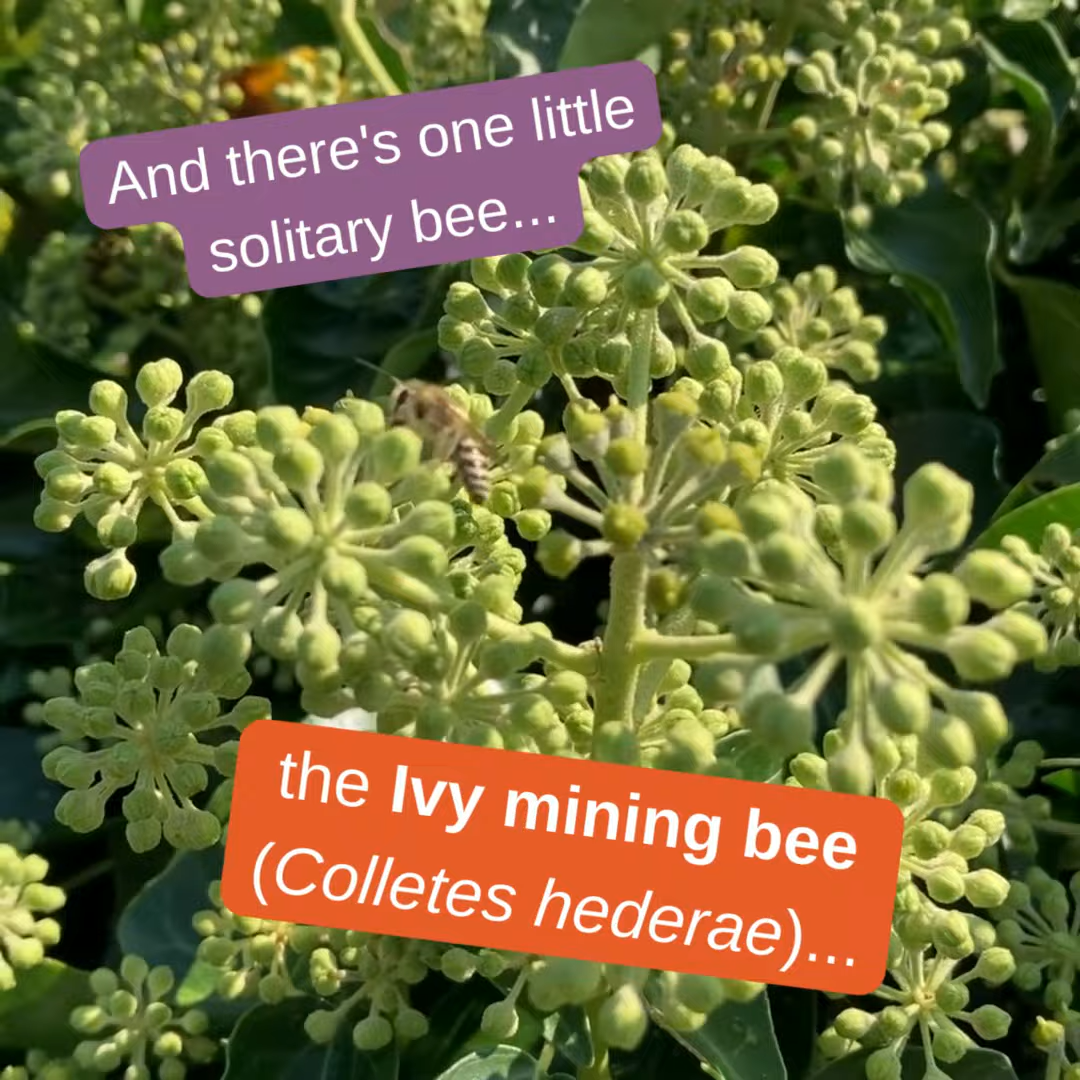 And there's one little
solitary bee...
the Ivy mining bee
(Colletes hederae)...